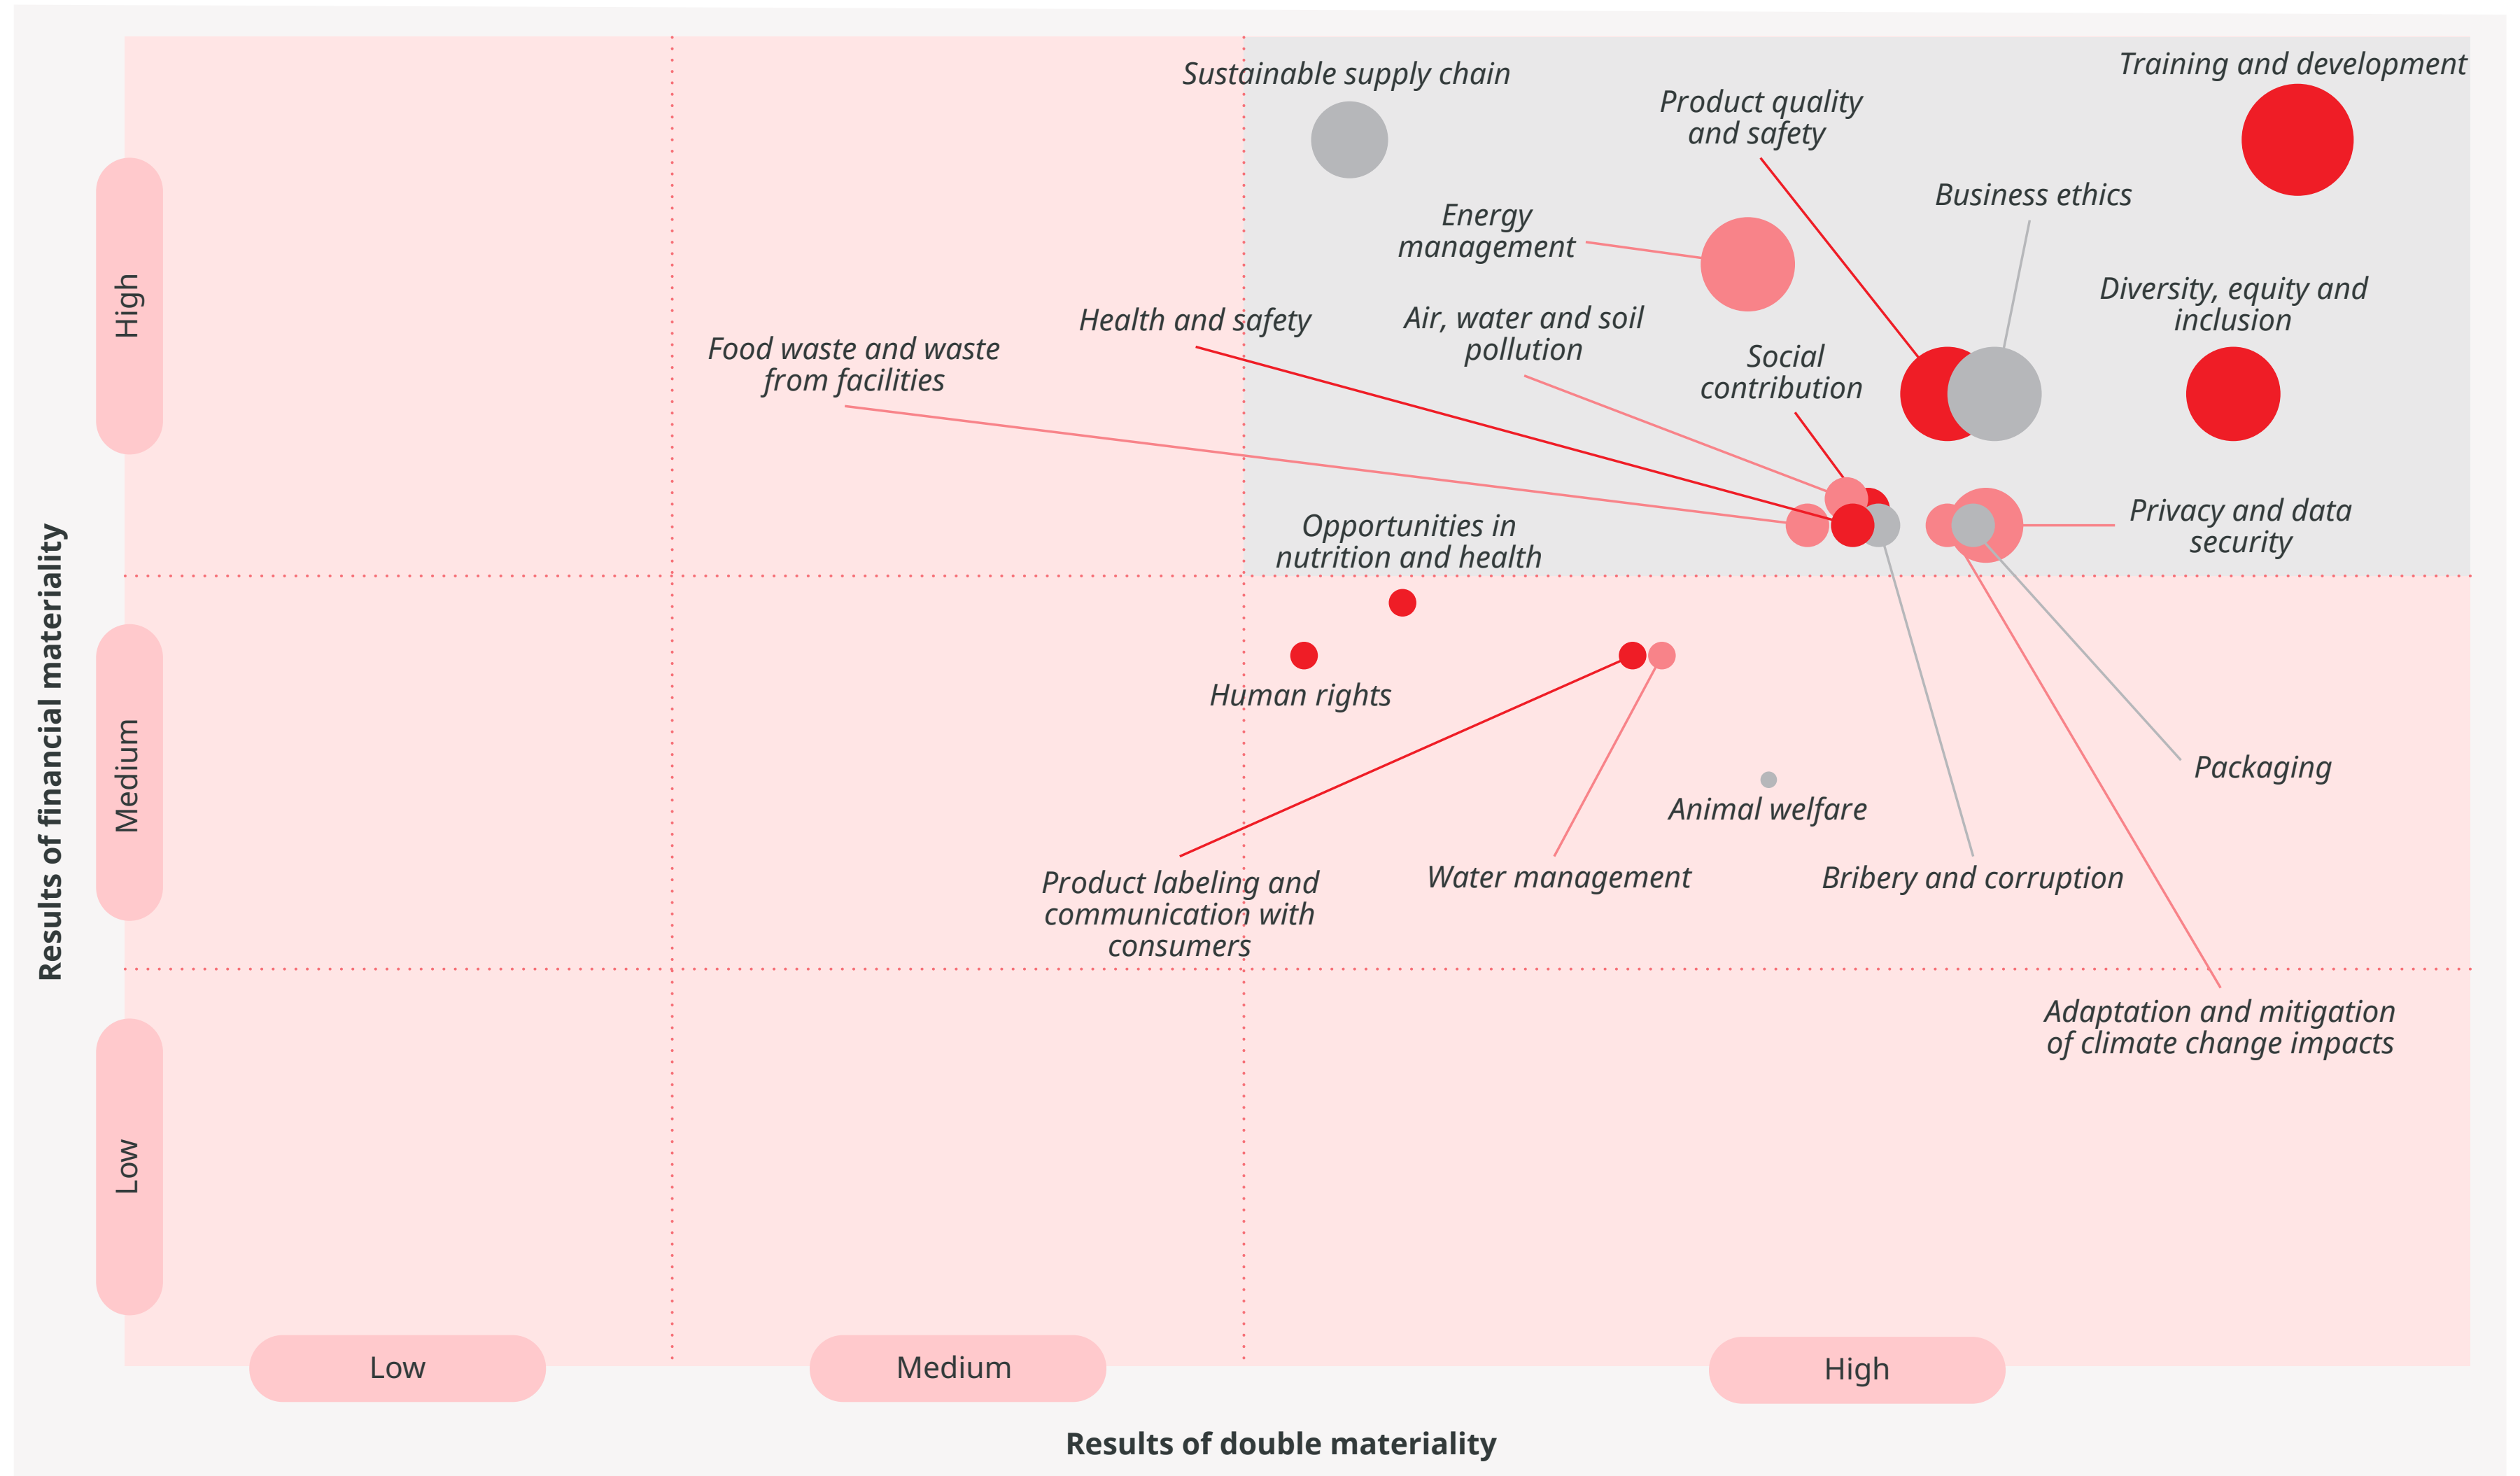 Sustainable supply chain
Training and development
Product quality
and safety
Business ethics
Energy
management
Diversity, equity and
inclusion
Health and safety
Air, water and soil
pollution
Food waste and waste
from facilities
Social
contribution
Opportunities in
nutrition and health
Privacy and data
security
Human rights
Packaging
Animal welfare
Product labeling and
communication with
consumers
Water management
Bribery and corruption
Adaptation and mitigation
of climate change impacts
Results of financial materiality
High
Medium
Low
Low
Medium
High
Results of double materiality